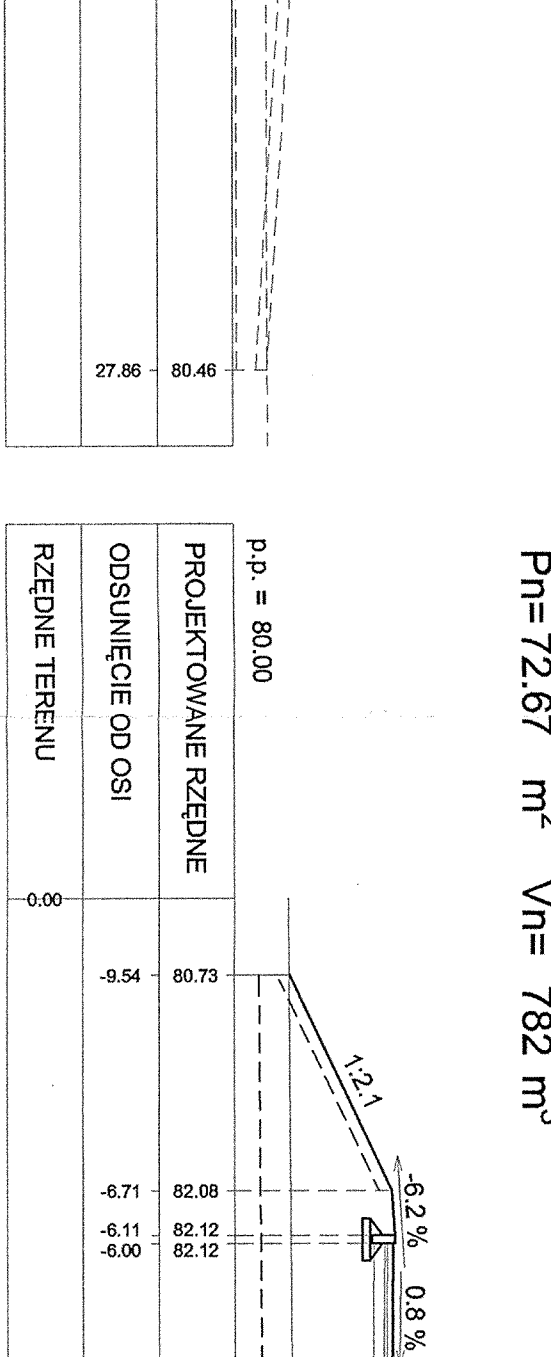 Pn= 72.67 m² Vn= 782 m³
27.86 80.46
p.p. = 80.00
PROJEKTOWANE RZĘDNE
ODSUNIĘCIE OD OSI
RZĘDNE TERENU
-0.00
-9.54 80.73
1:2.1
-6.71 82.08
-6.2 %
-6.11 82.12
-6.00 82.12
0.8 %